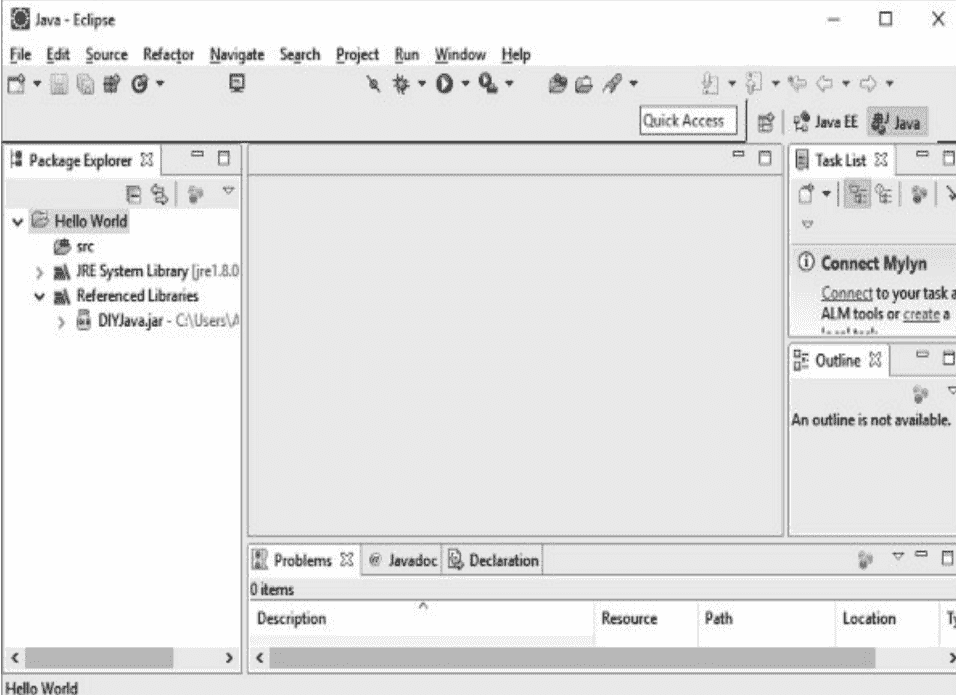 Java - Eclipse
File Edit Source Refactor Navigate Search Project Run Window Help
Quick Access
Java EE
Java
Package Explorer
Hello World
src
JRE System Library [jre1.8.0
Referenced Libraries
DIYJava.jar - C:\Users\A
Task List
Connect Mylyn
Connect to your task a
ALM tools or create a
Outline
An outline is not available.
Problems @ Javadoc Declaration
0 items
Description Resource Path Location Ty
Hello World